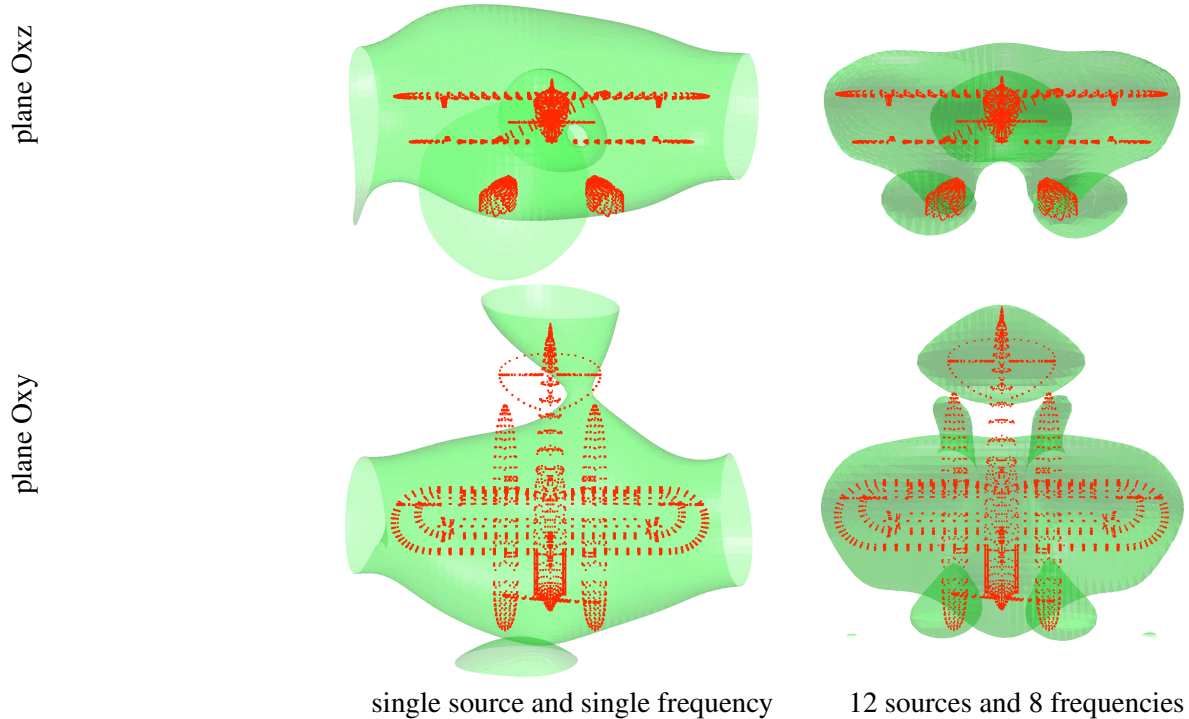 plane Oxz
plane Oxy
single source and single frequency
12 sources and 8 frequencies